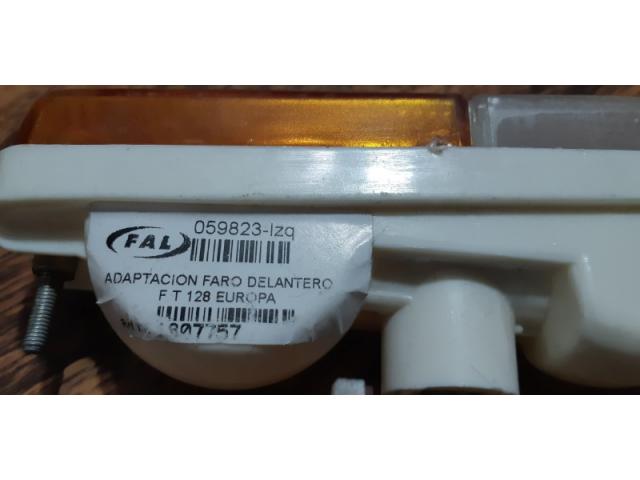 FAL
059823-Izq
ADAPTACION FARO DELANTERO
F T 128 EUROPA
807757